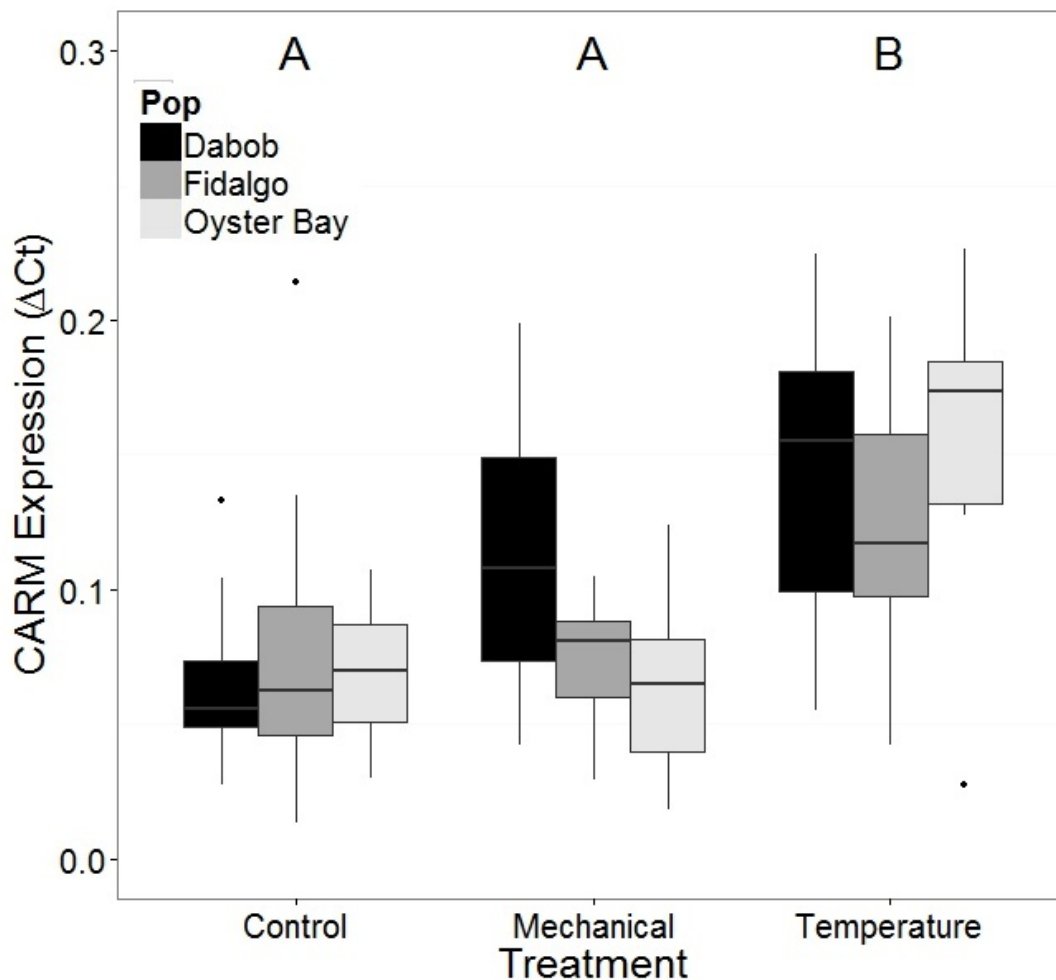 A A B
Pop
Dabob
Fidalgo
Oyster Bay
CARM Expression (ΔCt)
0.3
0.2
0.1
0.0
Control Mechanical Temperature
Treatment